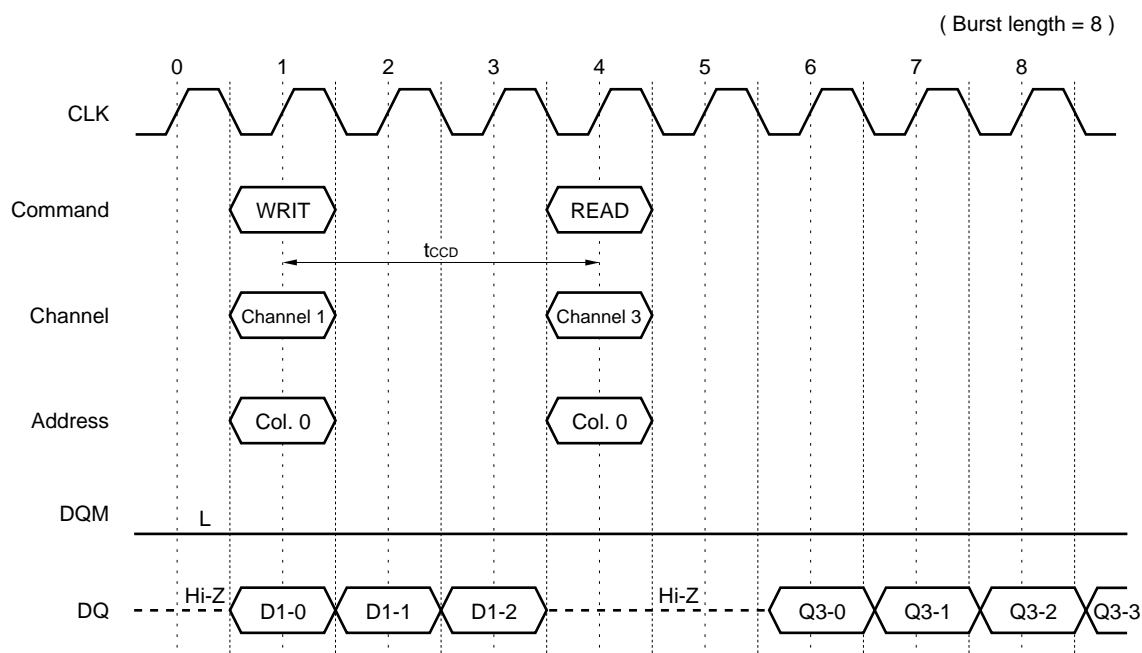 ( Burst length = 8 )
0 1 2 3 4 5 6 7 8
CLK
Command WRIT READ
tCCD
Channel Channel 1 Channel 3
Address Col. 0 Col. 0
DQM L
DQ Hi-Z D1-0 D1-1 D1-2 Hi-Z Q3-0 Q3-1 Q3-2 Q3-3